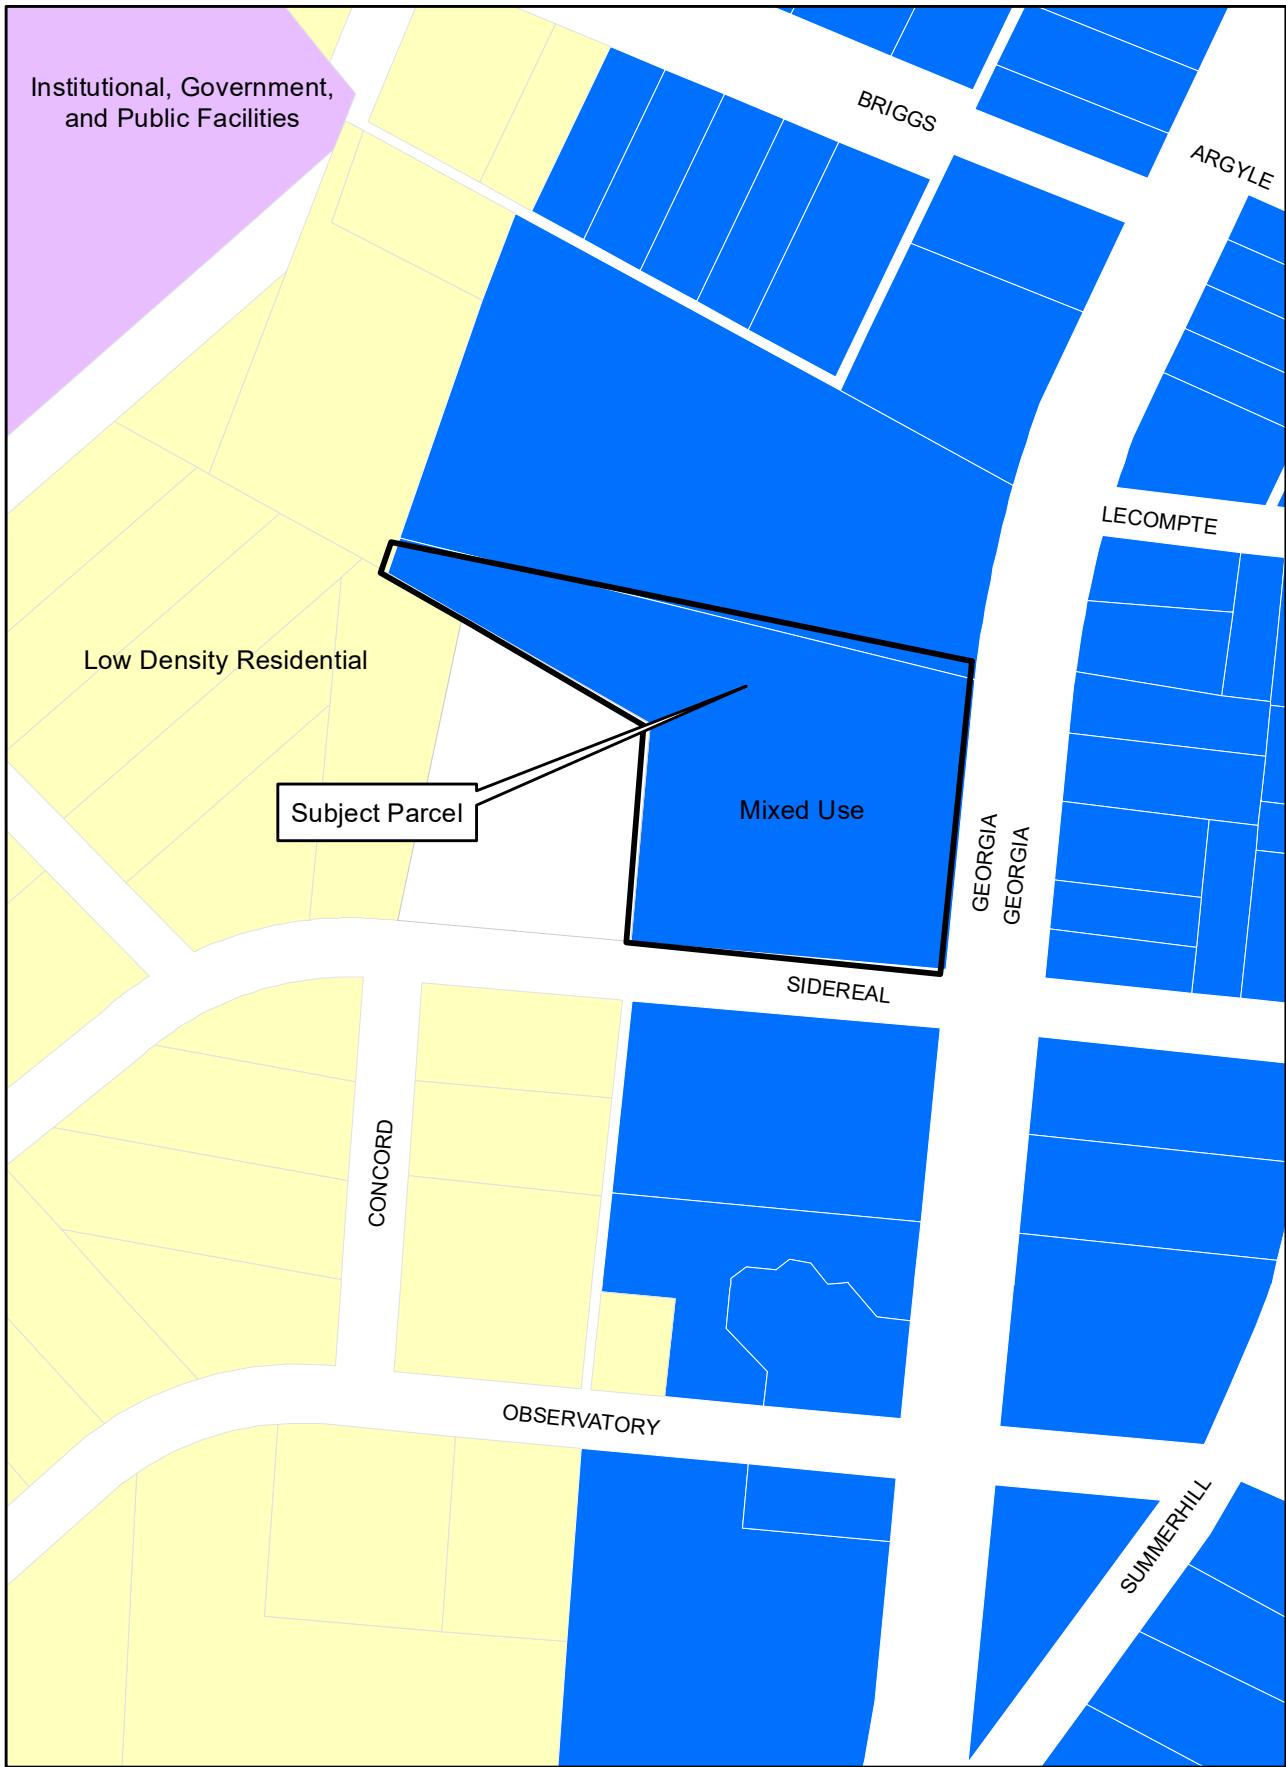 Institutional, Government,
and Public Facilities
BRIGGS
ARGYLE
LECOMPTE
Low Density Residential
Subject Parcel
Mixed Use
GEORGIA
GEORGIA
SIDEREAL
CONCORD
OBSERVATORY
SUMMERHILL